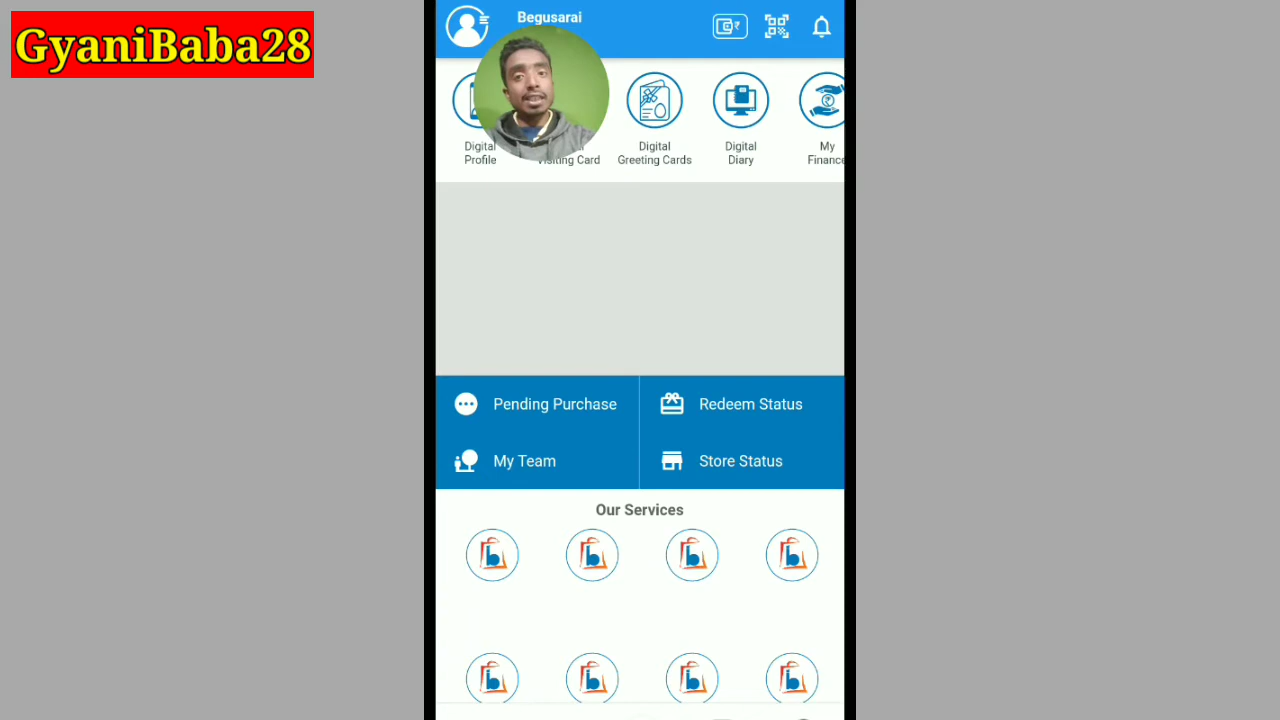 GyaniBaba28
Begusarai
Digital
Profile
Visiting Card
Digital
Greeting Cards
Digital
Diary
My
Finance
Pending Purchase
Redeem Status
My Team
Store Status
Our Services